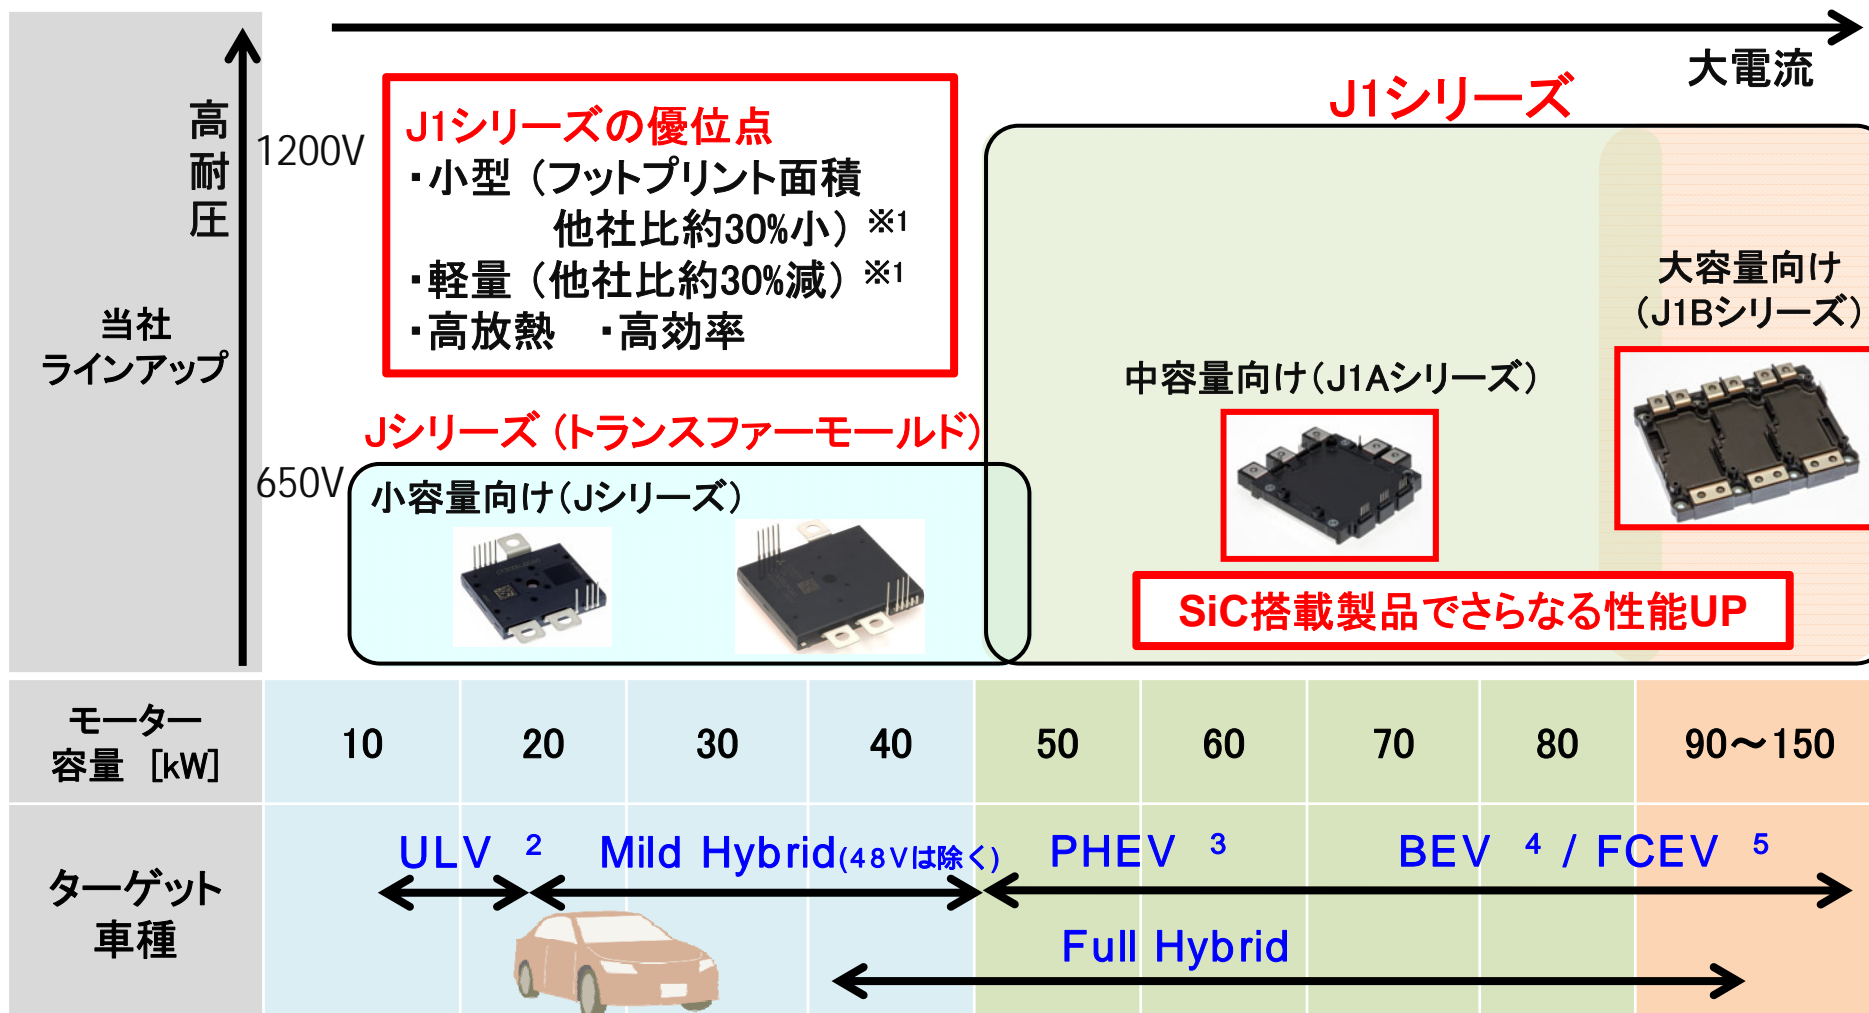 大電流
高耐圧
1200V
650V
当社
ラインアップ
J1シリーズの優位点
・小型（フットプリント面積
他社比約30%小）※1
・軽量（他社比約30%減）※1
・高放熱　・高効率
J1シリーズ
大容量向け
（J1Bシリーズ）
中容量向け（J1Aシリーズ）
Jシリーズ（トランスファーモールド）
小容量向け（Jシリーズ）
SiC搭載製品でさらなる性能UP
モーター
容量 [kW]
10 20 30 40 50 60 70 80 90～150
ターゲット
車種
ULV 2 Mild Hybrid(48Vは除く) PHEV 3 BEV 4 / FCEV 5
Full Hybrid